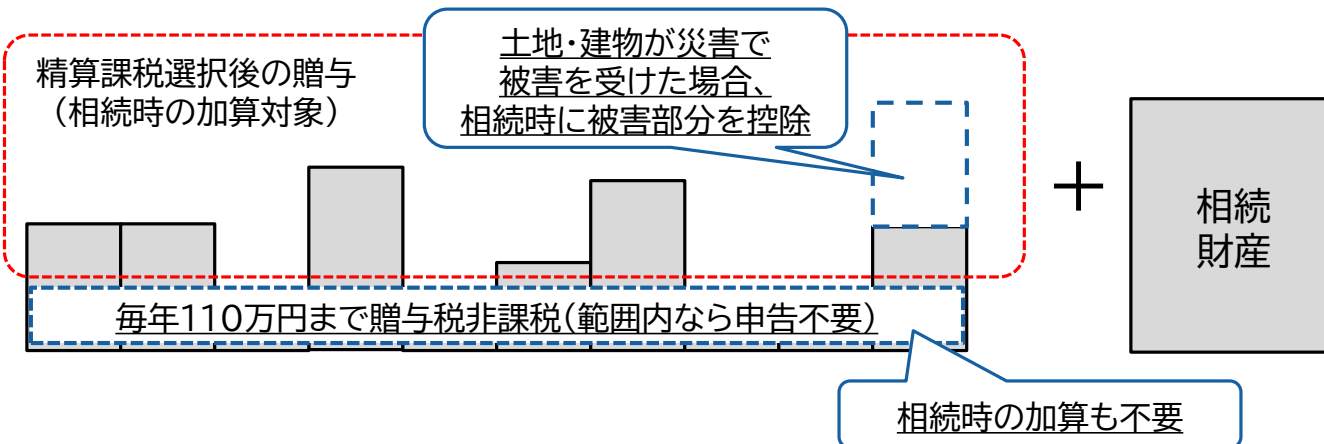 土地・建物が災害で
被害を受けた場合、
相続時に被害部分を控除
精算課税選択後の贈与
（相続時の加算対象）
＋
相続
財産
毎年110万円まで贈与税非課税（範囲内なら申告不要）
相続時の加算も不要